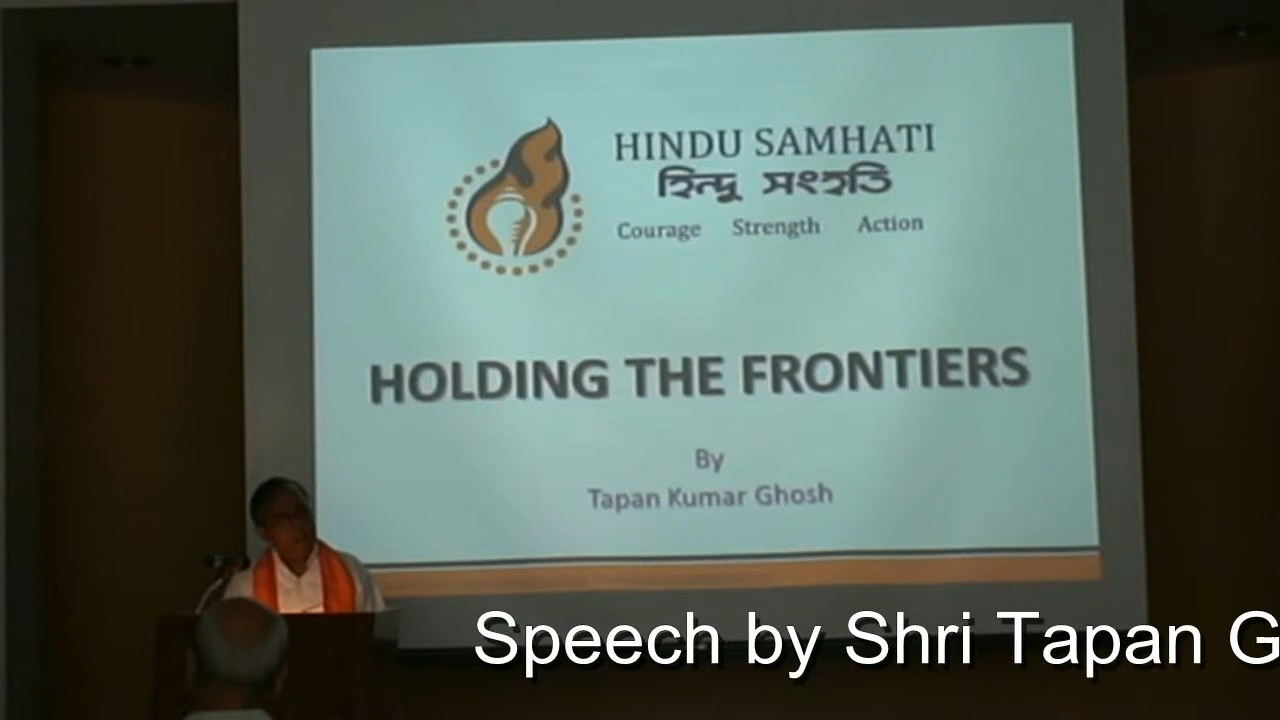 HINDU SAMHATI
হিন্দু সংহতি
Courage Strength Action
HOLDING THE FRONTIERS
By
Tapan Kumar Ghosh
Speech by Shri Tapan G